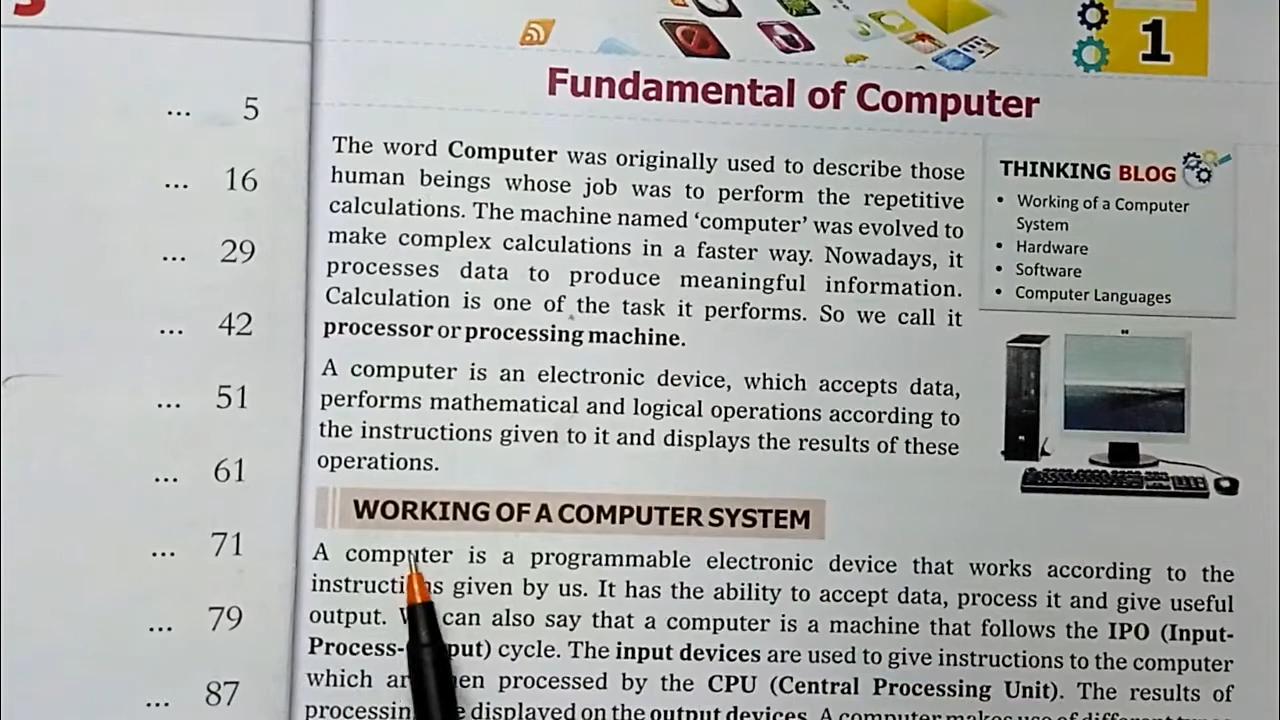 ... 5
... 16
... 29
... 42
... 51
... 61
... 71
... 79
... 87
1
Fundamental of Computer
The word Computer was originally used to describe those
human beings whose job was to perform the repetitive
calculations. The machine named ‘computer’ was evolved to
make complex calculations in a faster way. Nowadays, it
processes data to produce meaningful information.
Calculation is one of the task it performs. So we call it
processor or processing machine.
A computer is an electronic device, which accepts data,
performs mathematical and logical operations according to
the instructions given to it and displays the results of these
operations.
THINKING BLOG
• Working of a Computer
System
• Hardware
• Software
• Computer Languages
WORKING OF A COMPUTER SYSTEM
A computer is a programmable electronic device that works according to the
given by us. It has the ability to accept data, process it and give useful
output. can also say that a computer is a machine that follows the IPO (Input-
cycle. The input devices are used to give instructions to the computer
which processed by the CPU (Central Processing Unit). The results of
displayed on the output devices. A computer makes use of different